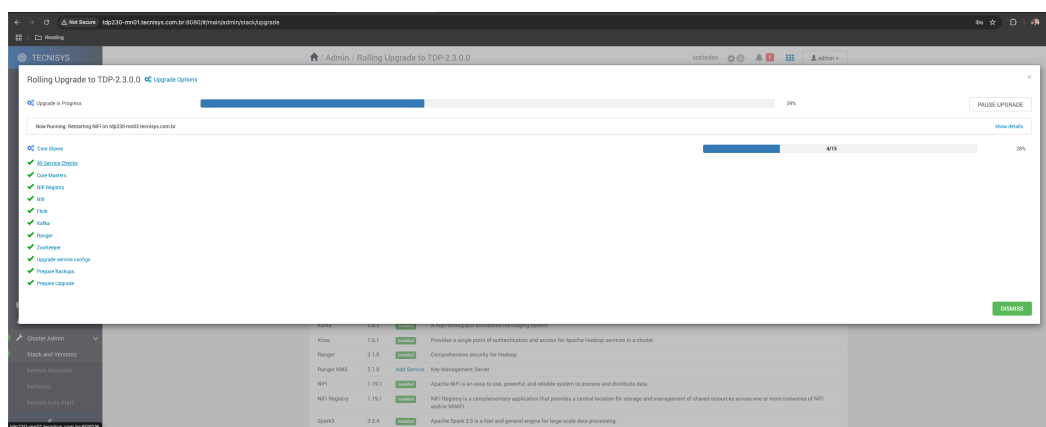 Not Secure tdp230-mn01.tecnisys.com.br:8080/#/main/admin/stack/upgrade
Reading
TECNISYS
/ Admin / Rolling Upgrade to TDP-2.3.0.0
testedev
admin
Rolling Upgrade to TDP-2.3.0.0 Upgrade Options
×
Upgrade in Progress
39%
PAUSE UPGRADE
Now Running: Restarting NiFi on tdp230-mn03.tecnisys.com.br
show details
Core Slaves
4/15
28%
All Service Checks
Core Masters
Nifi Registry
Nifi
Flink
Kafka
Ranger
ZooKeeper
Upgrade service configs
Prepare Backups
Prepare Upgrade
DISMISS
Kafka Installed A high-throughput distributed messaging system
Cluster Admin
Knox 1.6.1 Installed Provides a single point of authentication and access for Apache Hadoop services in a cluster
Stack and Versions
Ranger 2.1.0 Installed Comprehensive security for Hadoop
Service Accounts
Ranger KMS 2.1.0 Add Service Key Management Server
Kerberos
NiFi 1.19.1 Installed Apache NiFi is an easy to use, powerful, and reliable system to process and distribute data.
Service Auto Start
NiFi Registry 1.19.1 Installed NiFi Registry is a complementary application that provides a central location for storage and management of shared resources across one or more instances of NiFi
and/or MiNiFi.
Spark3 3.3.4 Installed Apache Spark 3.0 is a fast and general engine for large-scale data processing.